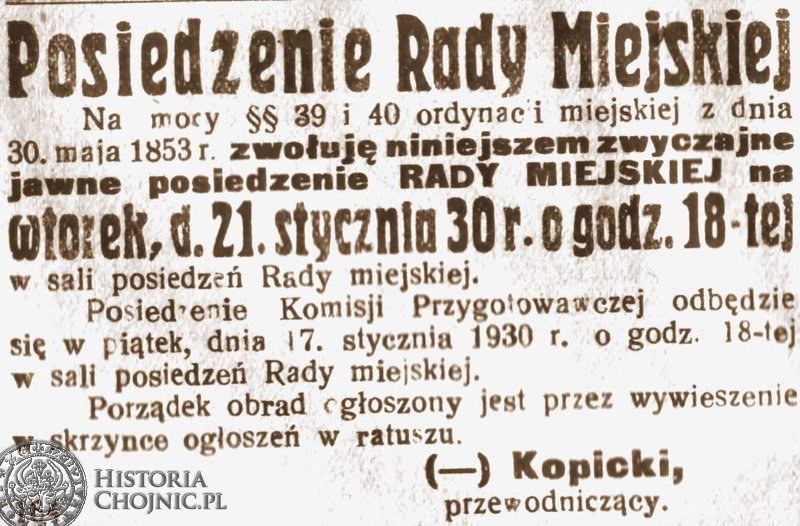 Posiedzenie Rady Miejskiej
Na mocy §§ 39 i 40 ordynacji miejskiej z dnia
30. maja 1853 r. zwołuję niniejszem zwyczajne
jawne posiedzenie RADY MIEJSKIEJ na
wtorek, d. 21. stycznia 30 r. o godz. 18-tej
w sali posiedzeń Rady miejskiej.
Posiedzenie Komisji Przygotowawczej odbędzie
się w piątek, dnia 17. stycznia 1930 r. o godz. 18-tej
w sali posiedzeń Rady miejskiej.
Porządek obrad ogłoszony jest przez wywieszenie
w skrzynce ogłoszeń w ratuszu.
(—) Kopicki,
przewodniczący.
HISTORIA
CHOJNIC.PL